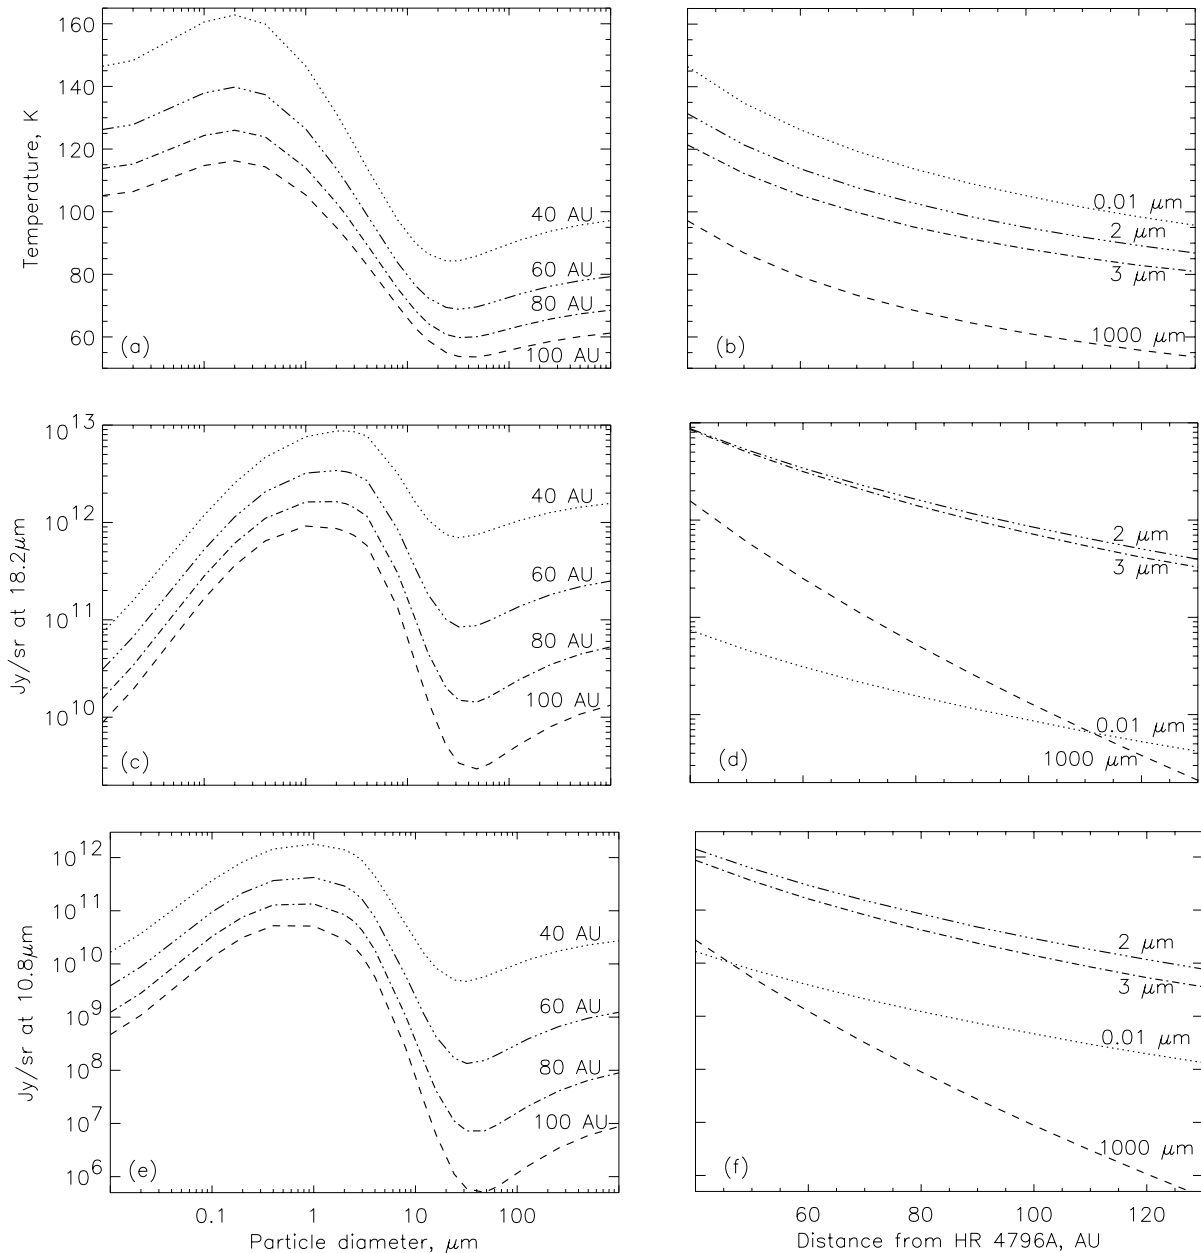 160
140
120
100
80
60
Temperature, K
40 AU
60 AU
80 AU
100 AU
(a)
0.01 μm
2 μm
3 μm
1000 μm
(b)
10^13
10^12
10^11
10^10
Jy/sr at 18.2μm
40 AU
60 AU
80 AU
100 AU
(c)
2 μm
3 μm
0.01 μm
1000 μm
(d)
10^12
10^11
10^10
10^9
10^8
10^7
10^6
Jy/sr at 10.8μm
40 AU
60 AU
80 AU
100 AU
(e)
0.1 1 10 100
Particle diameter, μm
2 μm
3 μm
0.01 μm
1000 μm
(f)
60 80 100 120
Distance from HR 4796A, AU